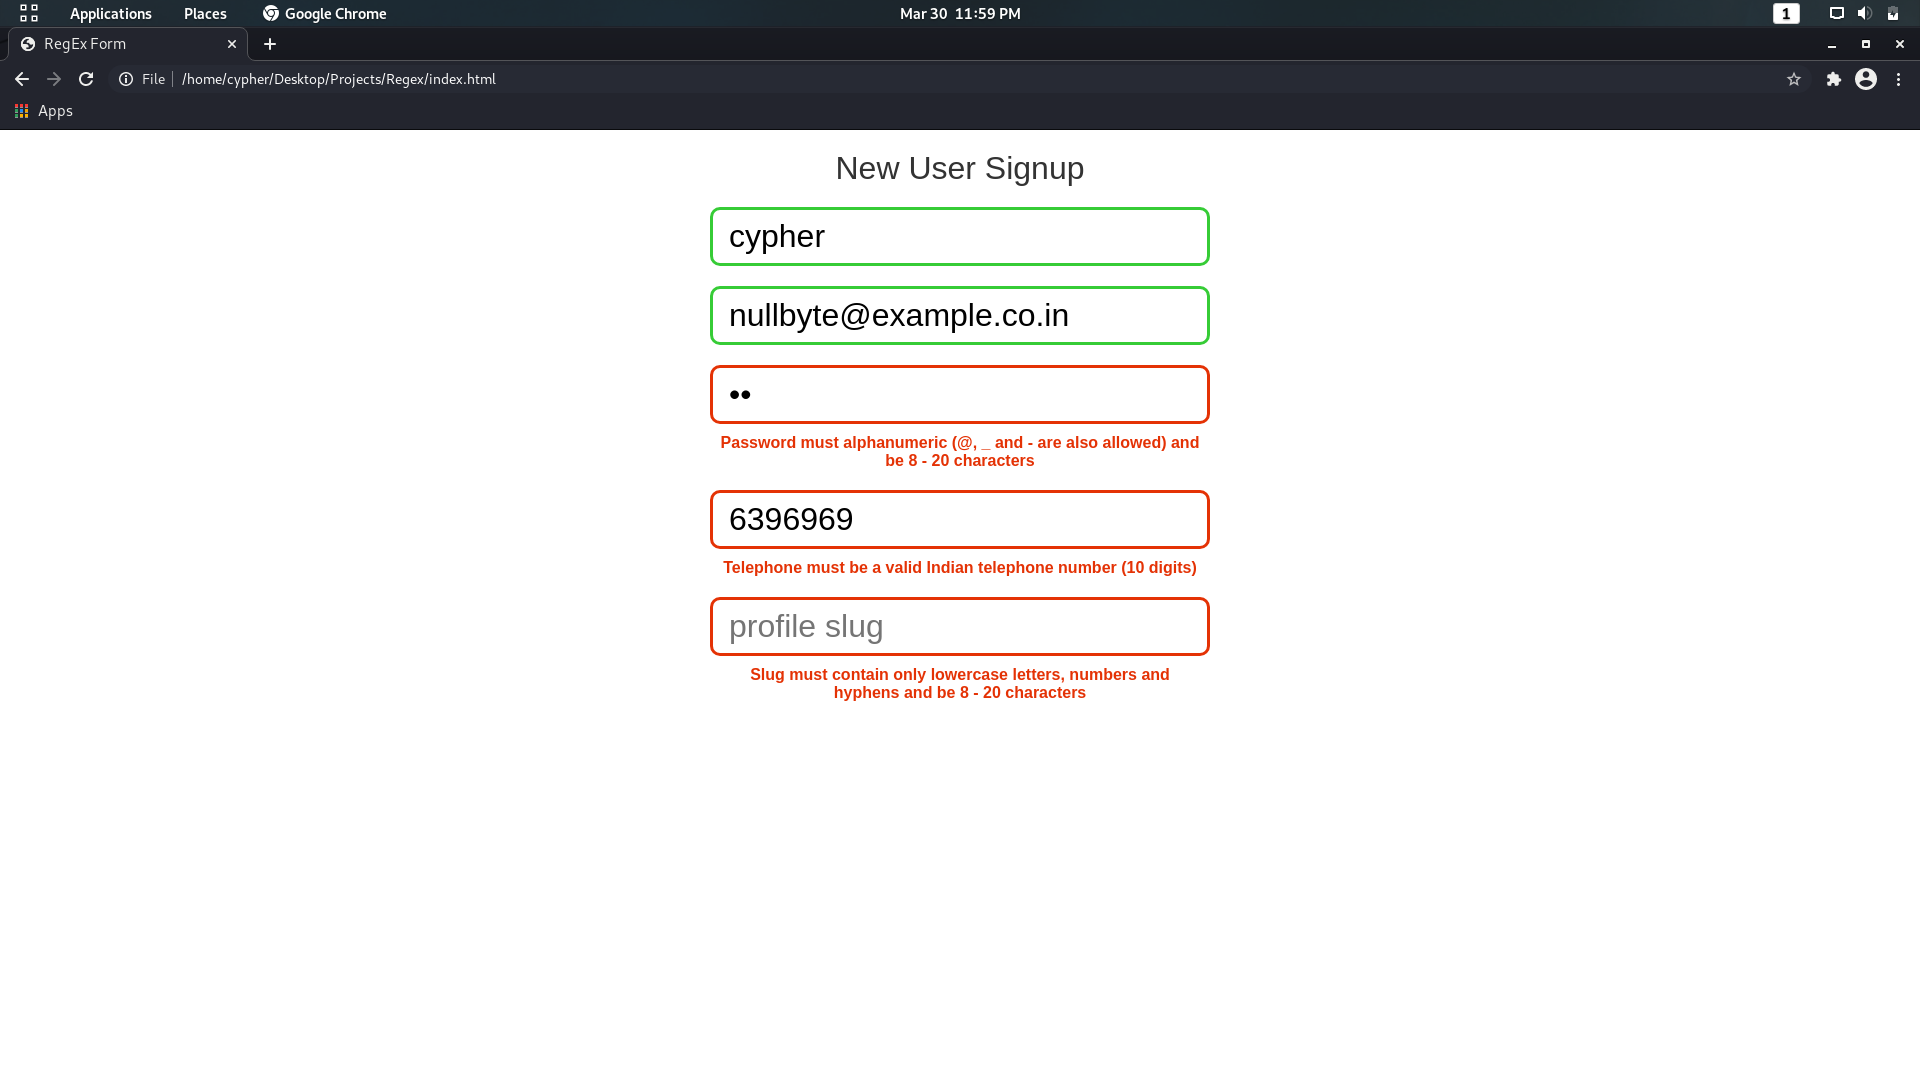 Applications Places Google Chrome Mar 30 11:59 PM 1
RegEx Form
File /home/cypher/Desktop/Projects/Regex/index.html
Apps
New User Signup
cypher
nullbyte@example.co.in
••
Password must alphanumeric (@, _ and - are also allowed) and
be 8 - 20 characters
6396969
Telephone must be a valid Indian telephone number (10 digits)
profile slug
Slug must contain only lowercase letters, numbers and
hyphens and be 8 - 20 characters